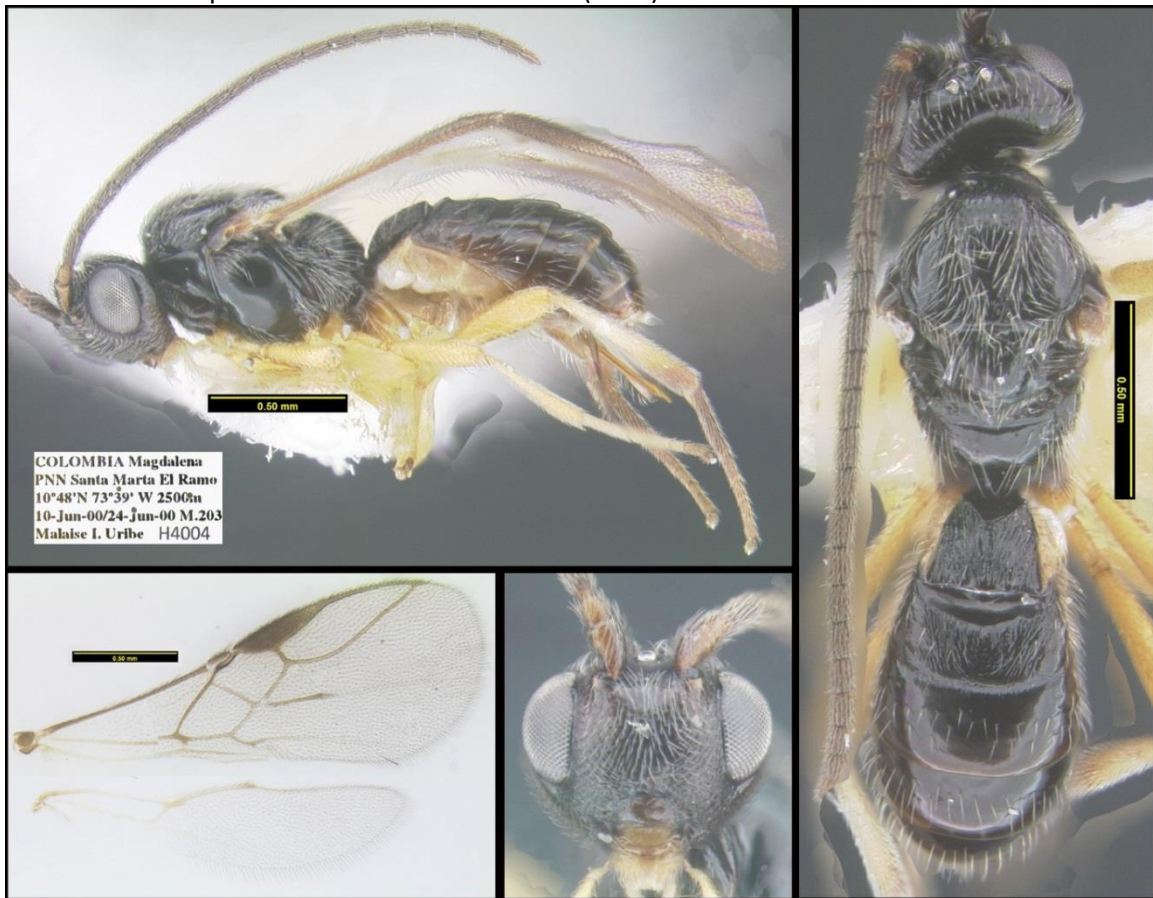 0.50 mm
COLOMBIA Magdalena
PNN Santa Marta El Ramo
10°48'N 73°39' W 2500m
10-Jun-00/24-Jun-00 M.203
Malaise I. Uribe H4004
0.50 mm
0.50 mm